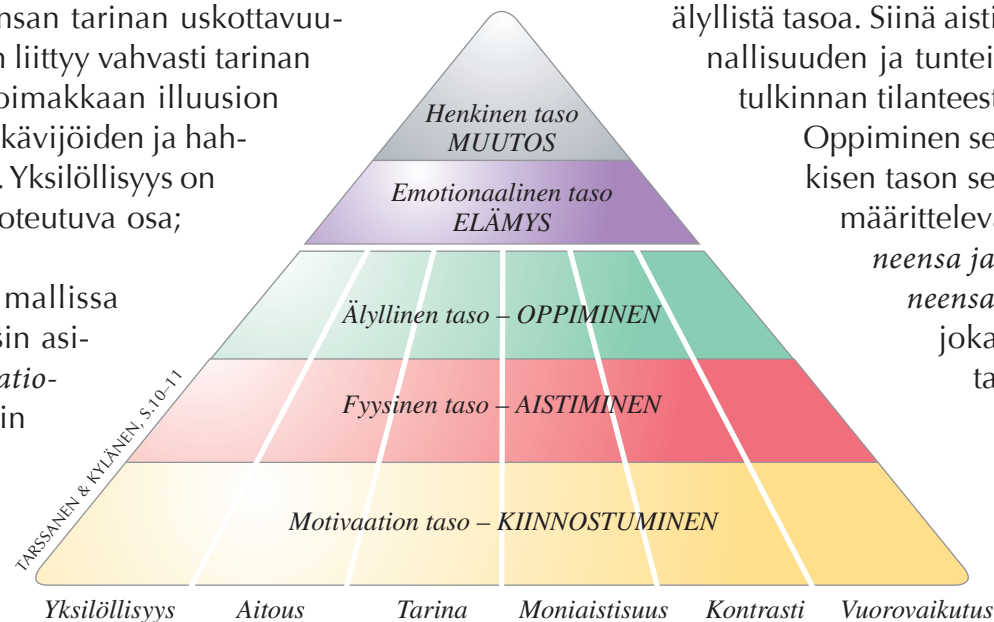 nsan tarinan uskottavuu-
n liittyy vahvasti tarinan
oimakkaan illuusion
kävijöiden ja hah-
. Yksilöllisyys on
oteutuva osa;
mallissa
sin asi-
atio-
in
älyllistä tasoa. Siinä aisti
nallisuuden ja tuntei
tulkinnan tilanteest
Oppiminen se
kisen tason se
määritteleva
neensa ja
neensa
joka
ta
Henkinen taso
MUUTOS
Emotionaalinen taso
ELÄMYS
Älyllinen taso – OPPIMINEN
Fyysinen taso – AISTIMINEN
Motivaation taso – KIINNOSTUMINEN
TARSSANEN & KYLÄNEN, S.10–11
Yksilöllisyys Aitous Tarina Moniaistisuus Kontrasti Vuorovaikutus